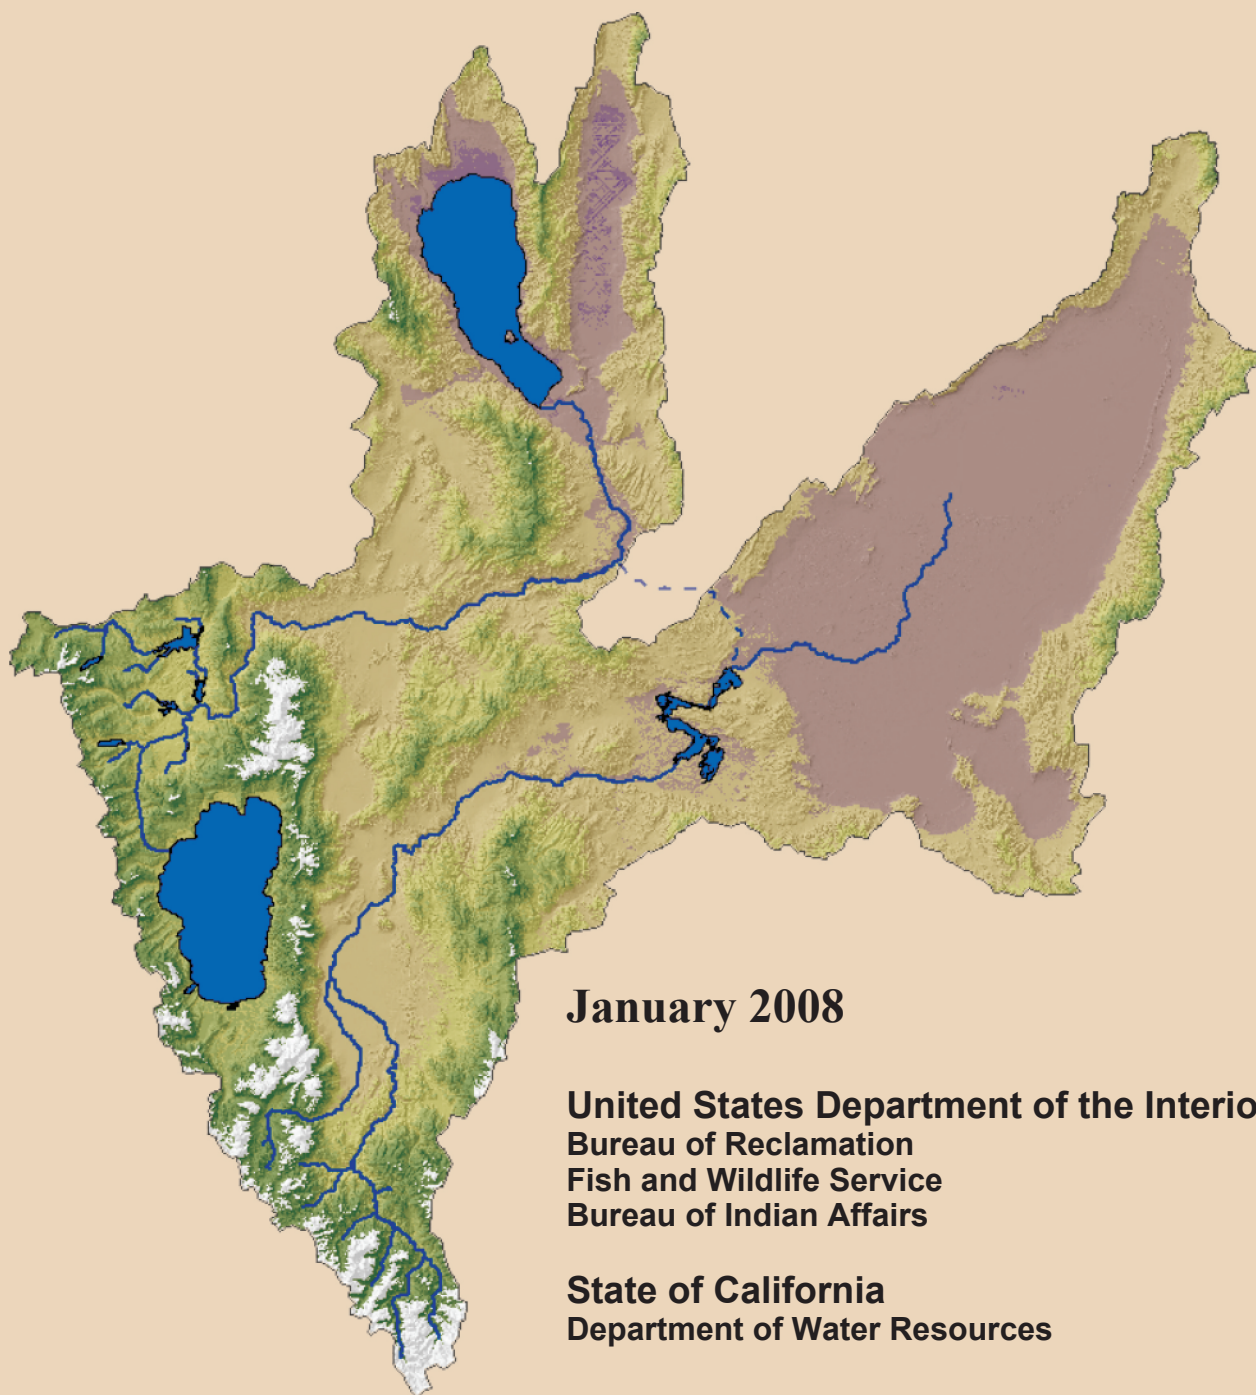 January 2008
United States Department of the Interio
Bureau of Reclamation
Fish and Wildlife Service
Bureau of Indian Affairs
State of California
Department of Water Resources